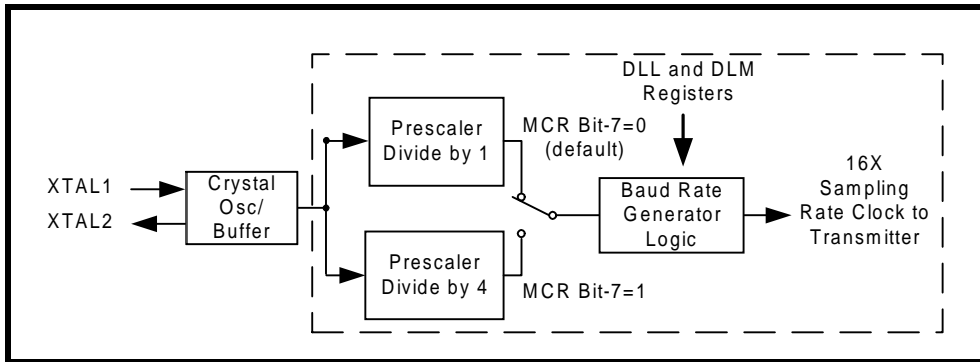 DLL and DLM
Registers
Prescaler
Divide by 1
MCR Bit-7=0
(default)
XTAL1
XTAL2
Crystal
Osc/
Buffer
Baud Rate
Generator
Logic
16X
Sampling
Rate Clock to
Transmitter
Prescaler
Divide by 4
MCR Bit-7=1